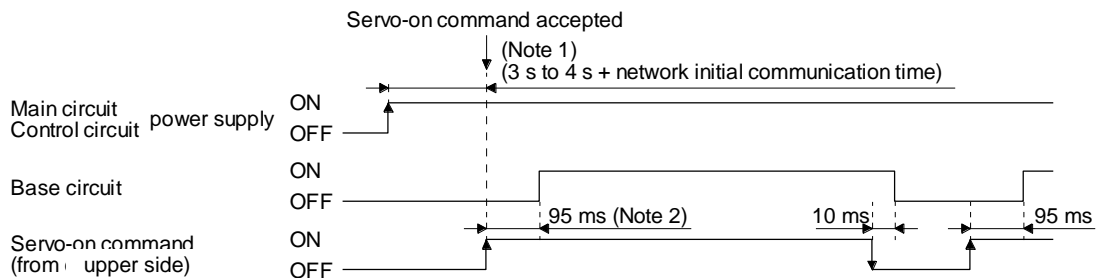 Servo-on command accepted
(Note 1)
(3 s to 4 s + network initial communication time)
Main circuit
Control circuit power supply
ON
OFF
Base circuit
ON
OFF
95 ms (Note 2)
10 ms
95 ms
Servo-on command
(from upper side)
ON
OFF